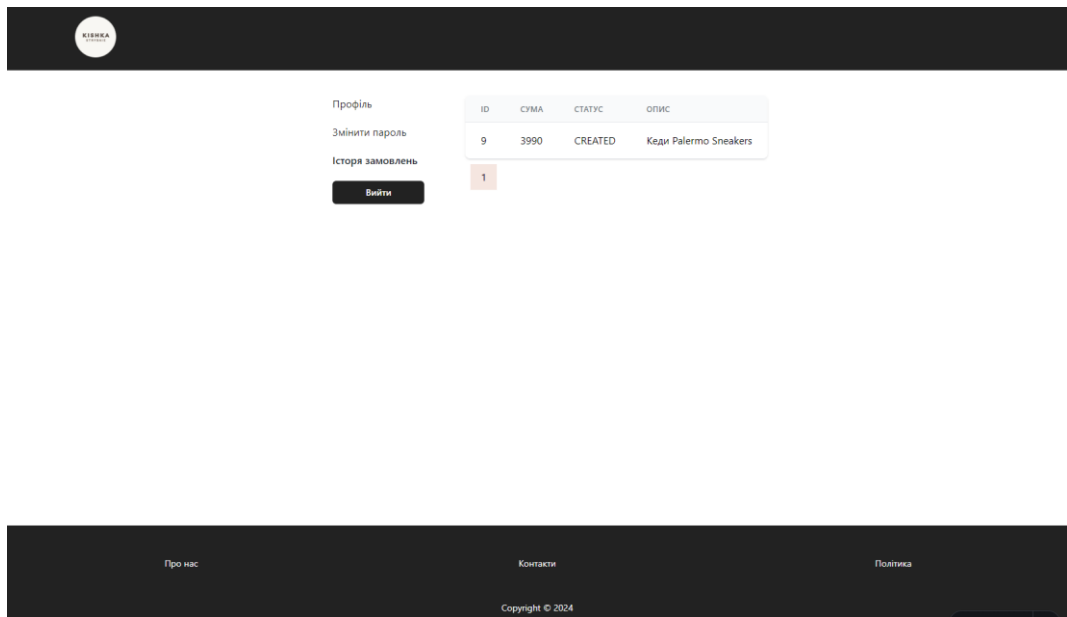 KISHKA
Профіль
Змінити пароль
Історя замовлень
Вийти
ID СУМА СТАТУС ОПИС
9 3990 CREATED Кеди Palermo Sneakers
1
Про нас
Контакти
Політика
Copyright © 2024